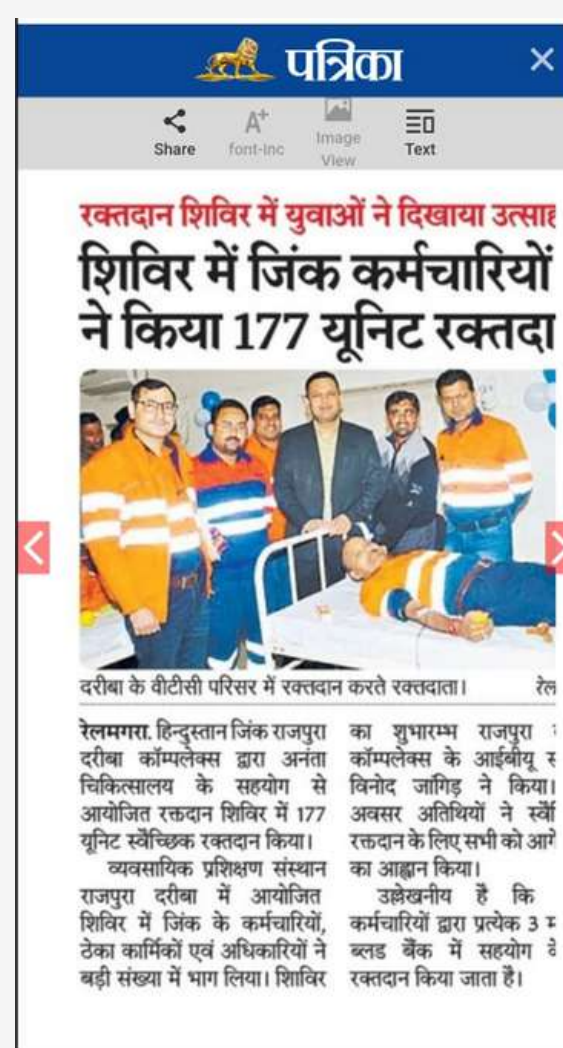 पत्रिका
Share
font-Inc
Image
View
Text
रक्तदान शिविर में युवाओं ने दिखाया उत्साह
शिविर में जिंक कर्मचारियों
ने किया 177 यूनिट रक्तदा
दरीबा के वीटीसी परिसर में रक्तदान करते रक्तदाता।
रेल
रेलमगरा. हिन्दुस्तान जिंक राजपुरा
दरीबा कॉम्पलेक्स द्वारा अनंता
चिकित्सालय के सहयोग से
आयोजित रक्तदान शिविर में 177
यूनिट स्वैच्छिक रक्तदान किया।
व्यवसायिक प्रशिक्षण संस्थान
राजपुरा दरीबा में आयोजित
शिविर में जिंक के कर्मचारियों,
ठेका कार्मिकों एवं अधिकारियों ने
बड़ी संख्या में भाग लिया। शिाविर
का शुभारम्भ राजपुरा
कॉम्पलेक्स के आईबीयू
विनोद जांगिड़ ने किया।
अवसर अतिथियों ने स्वै
रक्तदान के लिए सभी को आगे
का आह्वान किया।
उल्लेखनीय है कि
कर्मचारियों द्वारा प्रत्येक 3
ब्लड बैंक में सहयोग के
रक्तदान किया जाता है।